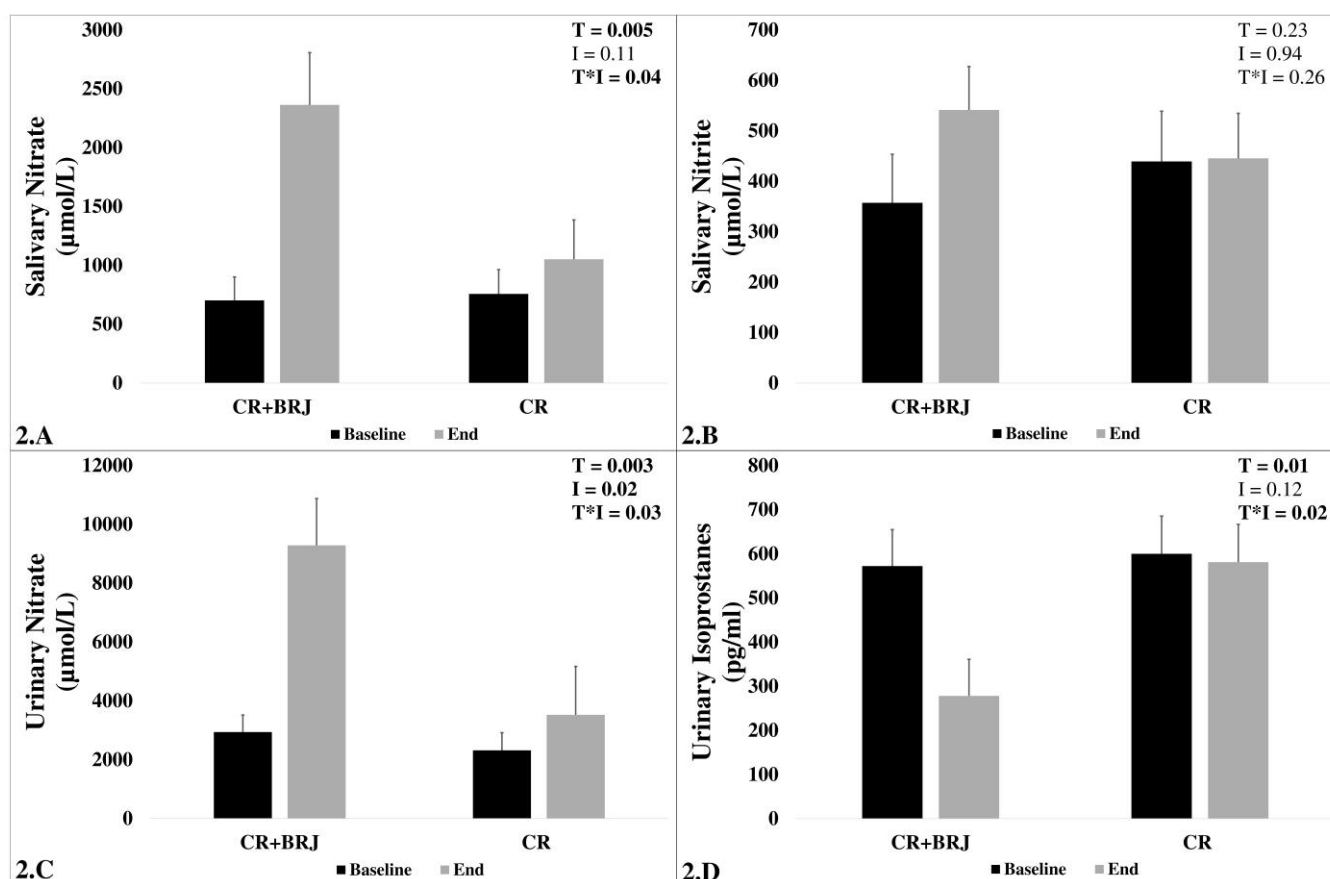 3000
2500
2000
1500
1000
500
0
Salivary Nitrate
(µmol/L)
T = 0.005
I = 0.11
T*I = 0.04
CR+BRJ
CR
2.A
Baseline
End
700
600
500
400
300
200
100
0
Salivary Nitrite
(µmol/L)
T = 0.23
I = 0.94
T*I = 0.26
CR+BRJ
CR
2.B
Baseline
End
12000
10000
8000
6000
4000
2000
0
Urinary Nitrate
(µmol/L)
T = 0.003
I = 0.02
T*I = 0.03
CR+BRJ
CR
2.C
Baseline
End
800
700
600
500
400
300
200
100
0
Urinary Isoprostanes
(pg/ml)
T = 0.01
I = 0.12
T*I = 0.02
CR+BRJ
CR
2.D
Baseline
End